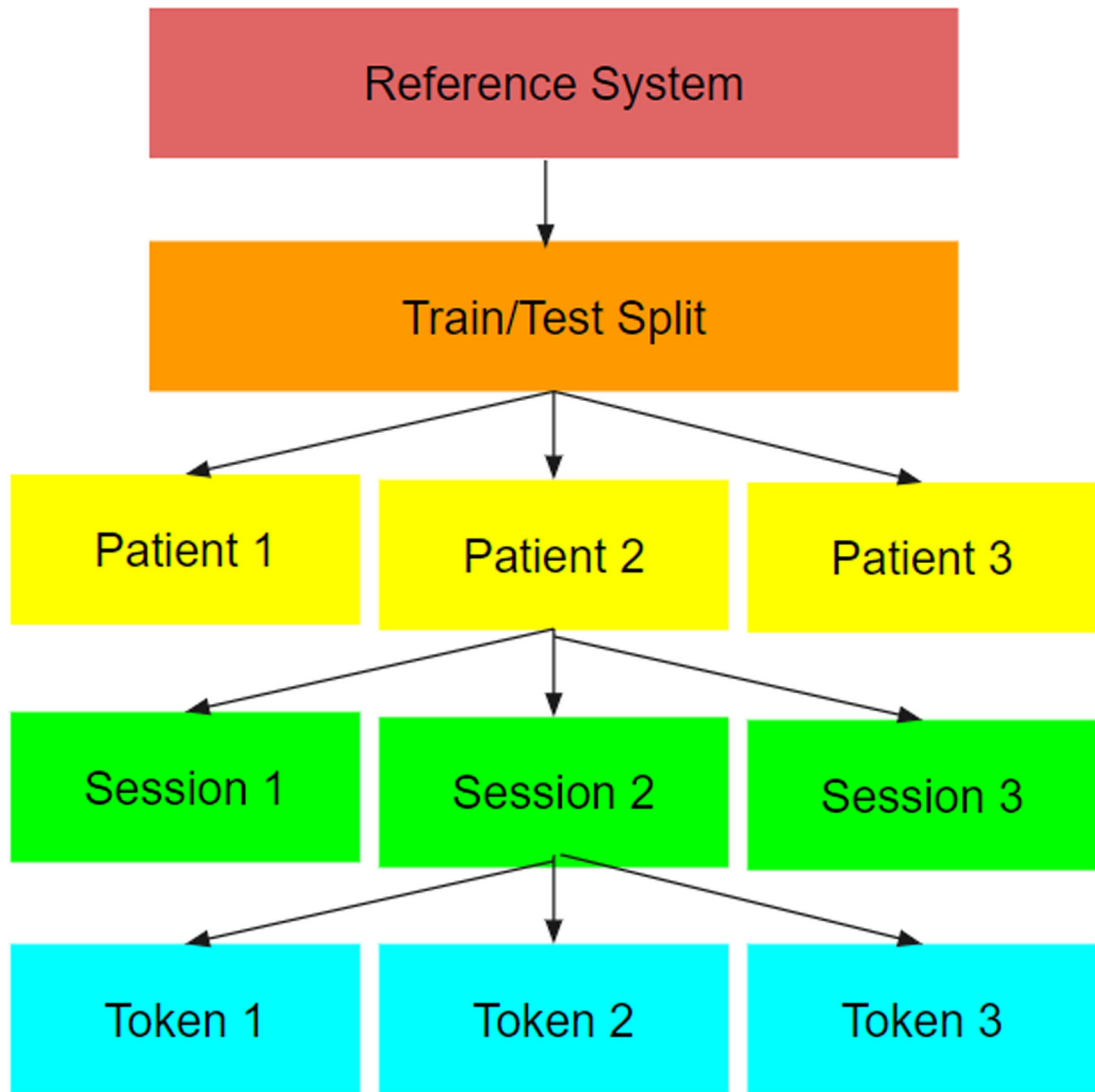 Reference System
Train/Test Split
Patient 1
Patient 2
Patient 3
Session 1
Session 2
Session 3
Token 1
Token 2
Token 3